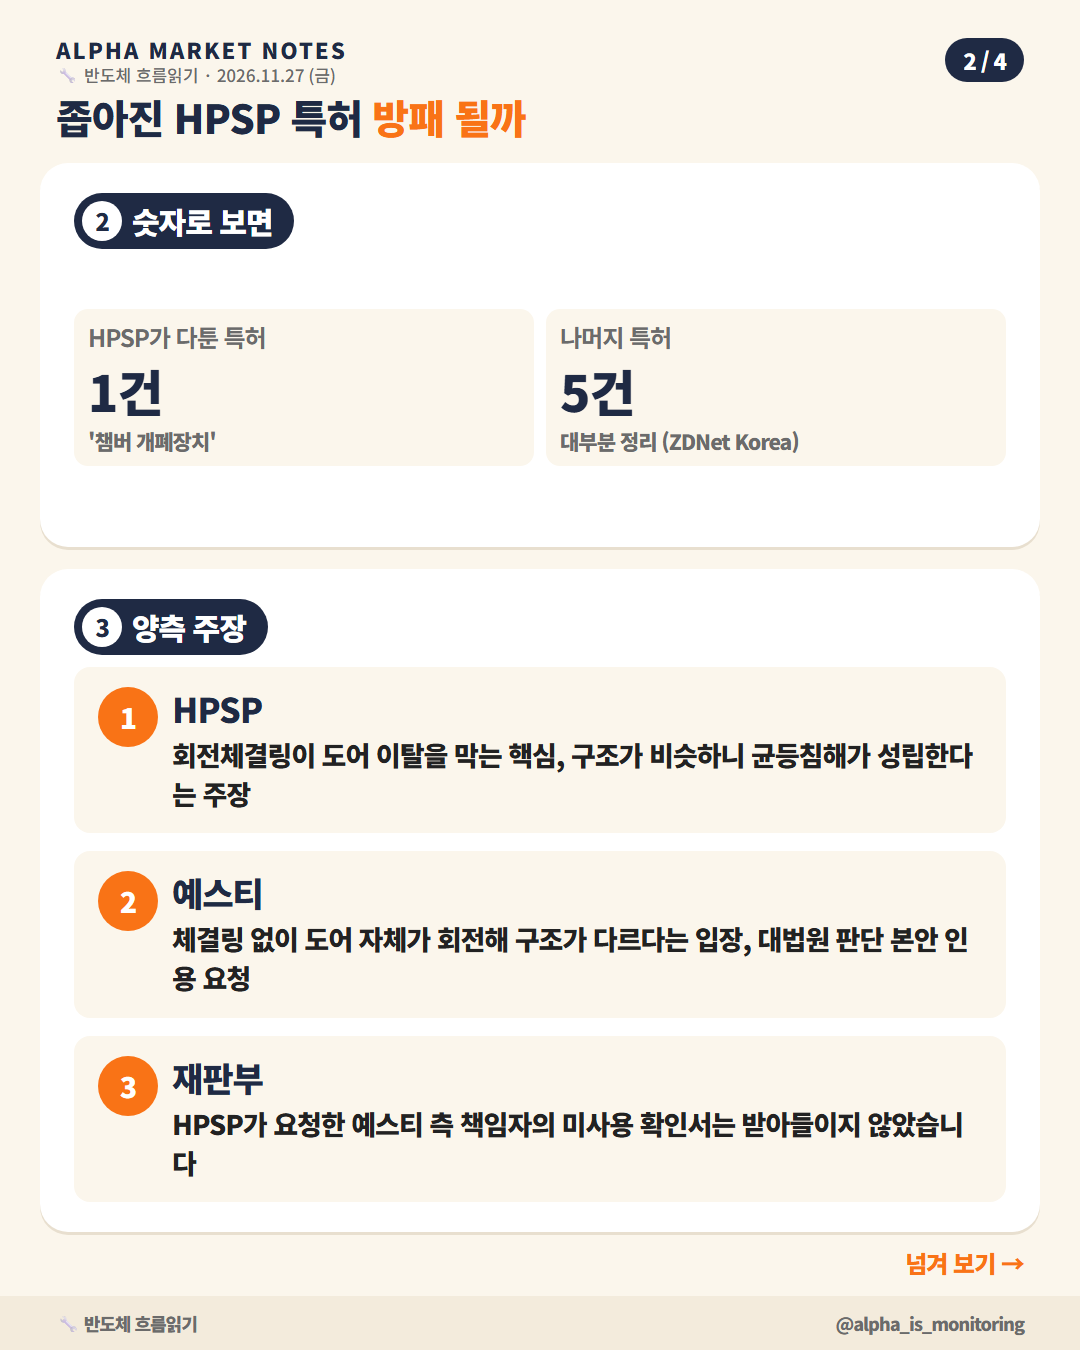 ALPHA MARKET NOTES
반도체 흐름읽기 · 2026.11.27 (금)
2 / 4
좁아진 HPSP 특허 방패 될까
2 숫자로 보면
HPSP가 다툰 특허
1건
'챔버 개폐장치'
나머지 특허
5건
대부분 정리 (ZDNet Korea)
3 양측 주장
1 HPSP
회전체결링이 도어 이탈을 막는 핵심, 구조가 비슷하니 균등침해가 성립한다
는 주장
2 예스티
체결링 없이 도어 자체가 회전해 구조가 다르다는 입장, 대법원 판단 본안 인
용 요청
3 재판부
HPSP가 요청한 예스티 측 책임자의 미사용 확인서는 받아들이지 않았습니
다
넘겨 보기 →
반도체 흐름읽기
@alpha_is_monitoring